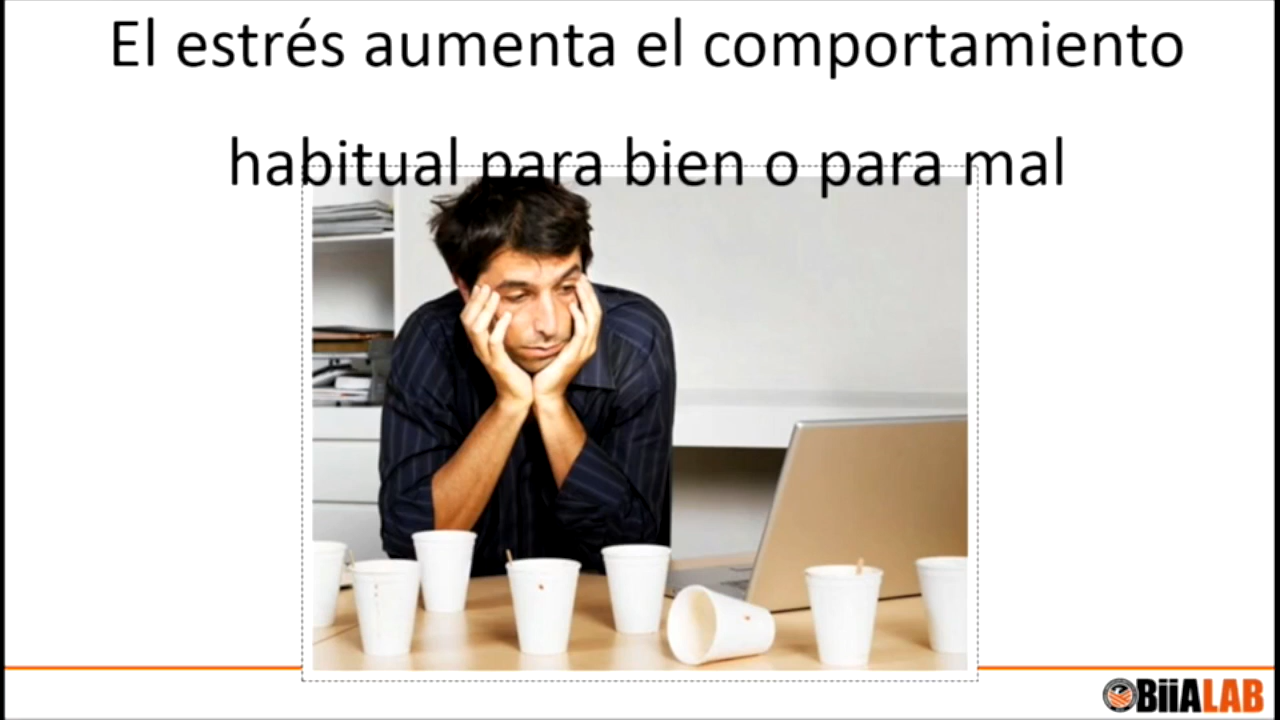 El estrés aumenta el comportamiento
habitual para bien o para mal
BiiALAB